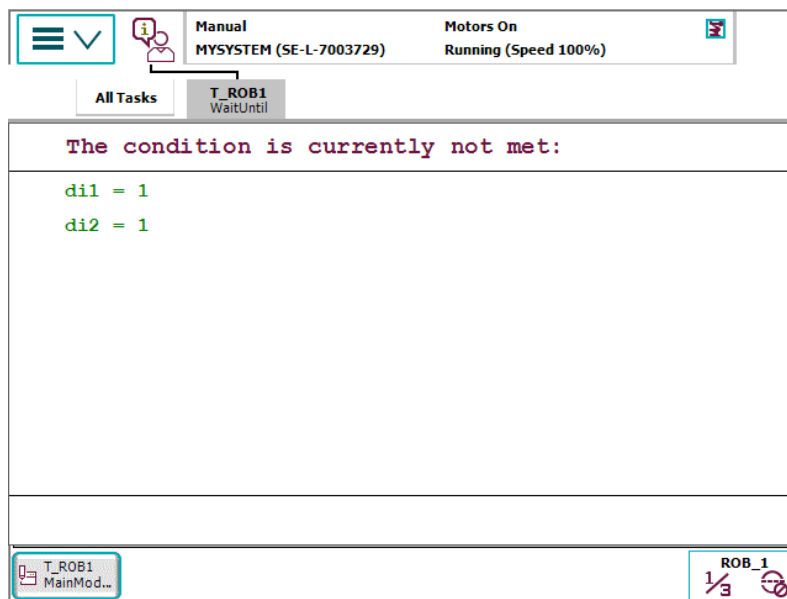 Manual
MYSYSTEM (SE-L-7003729)
Motors On
Running (Speed 100%)
All Tasks
T_ROB1
WaitUntil
The condition is currently not met:
di1 = 1
di2 = 1
T_ROB1
MainMod...
ROB_1
1/3